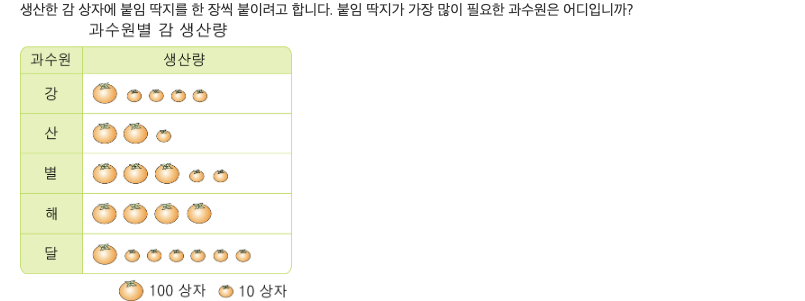 생산한 감 상자에 붙임 딱지를 한 장씩 붙이려고 합니다. 붙임 딱지가 가장 많이 필요한 과수원은 어디입니까?
과수원별 감 생산량
과수원 생산량
강
산
별
해
달
100 상자 10 상자